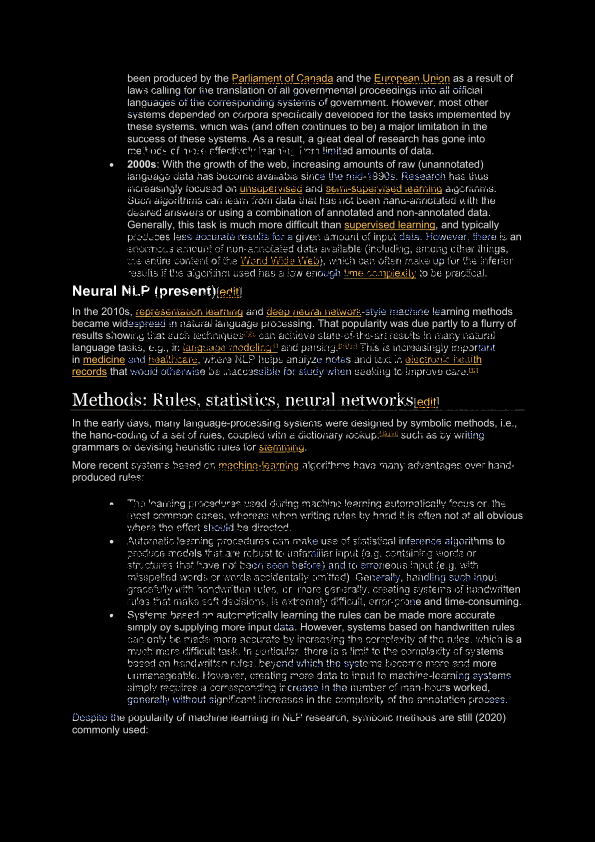 been produced by the Parliament of Canada and the European Union as a result of
laws calling for the translation of all governmental proceedings into all official
languages of the corresponding systems of government. However, most other
systems depended on corpora specifically developed for the tasks implemented by
these systems, which was (and often continues to be) a major limitation in the
success of these systems. As a result, a great deal of research has gone into
methods of more effectively learning from limited amounts of data.
• 2000s: With the growth of the web, increasing amounts of raw (unannotated)
language data has become available since the mid-1990s. Research has thus
increasingly focused on unsupervised and semi-supervised learning algorithms.
Such algorithms can learn from data that has not been hand-annotated with the
desired answers or using a combination of annotated and non-annotated data.
Generally, this task is much more difficult than supervised learning, and typically
produces less accurate results for a given amount of input data. However, there is an
enormous amount of non-annotated data available (including, among other things,
the entire content of the World Wide Web), which can often make up for the inferior
results if the algorithm used has a low enough time complexity to be practical.
Neural NLP (present)[edit]
In the 2010s, representation learning and deep neural network-style machine learning methods
became widespread in natural language processing. That popularity was due partly to a flurry of
results showing that such techniques can achieve state-of-the-art results in many natural
language tasks, e.g., in language modeling and parsing. This is increasingly important
in medicine and healthcare, where NLP helps analyze notes and text in electronic health
records that would otherwise be inaccessible for study when seeking to improve care.
Methods: Rules, statistics, neural networks[edit]
In the early days, many language-processing systems were designed by symbolic methods, i.e.,
the hand-coding of a set of rules, coupled with a dictionary lookup: such as by writing
grammars or devising heuristic rules for stemming.
More recent systems based on machine-learning algorithms have many advantages over hand-
produced rules:
• The learning procedures used during machine learning automatically focus on the
most common cases, whereas when writing rules by hand it is often not at all obvious
where the effort should be directed.
• Automatic learning procedures can make use of statistical inference algorithms to
produce models that are robust to unfamiliar input (e.g. containing words or
structures that have not been seen before) and to erroneous input (e.g. with
misspelled words or words accidentally omitted). Generally, handling such input
gracefully with handwritten rules, or, more generally, creating systems of handwritten
rules that make soft decisions, is extremely difficult, error-prone and time-consuming.
• Systems based on automatically learning the rules can be made more accurate
simply by supplying more input data. However, systems based on handwritten rules
can only be made more accurate by increasing the complexity of the rules, which is a
much more difficult task. In particular, there is a limit to the complexity of systems
based on handwritten rules, beyond which the systems become more and more
unmanageable. However, creating more data to input to machine-learning systems
simply requires a corresponding increase in the number of man-hours worked,
generally without significant increases in the complexity of the annotation process.
Despite the popularity of machine learning in NLP research, symbolic methods are still (2020)
commonly used: